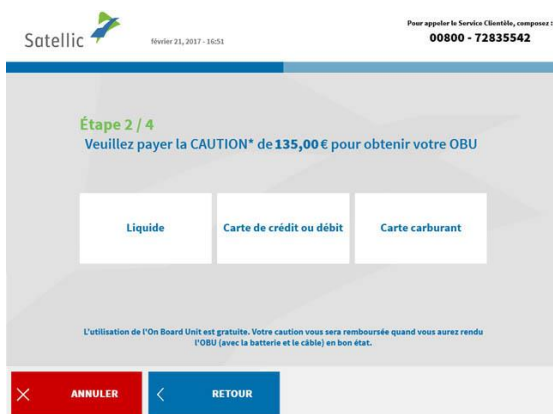 Satellic
février 21, 2017 - 16:51
Pour appeler le Service Clientèle, composez :
00800 - 72835542
Étape 2 / 4
Veuillez payer la CAUTION* de 135,00 € pour obtenir votre OBU
Liquide
Carte de crédit ou débit
Carte carburant
L'utilisation de l'On Board Unit est gratuite. Votre caution vous sera remboursée quand vous aurez rendu
l'OBU (avec la batterie et le câble) en bon état.
ANNULER
RETOUR